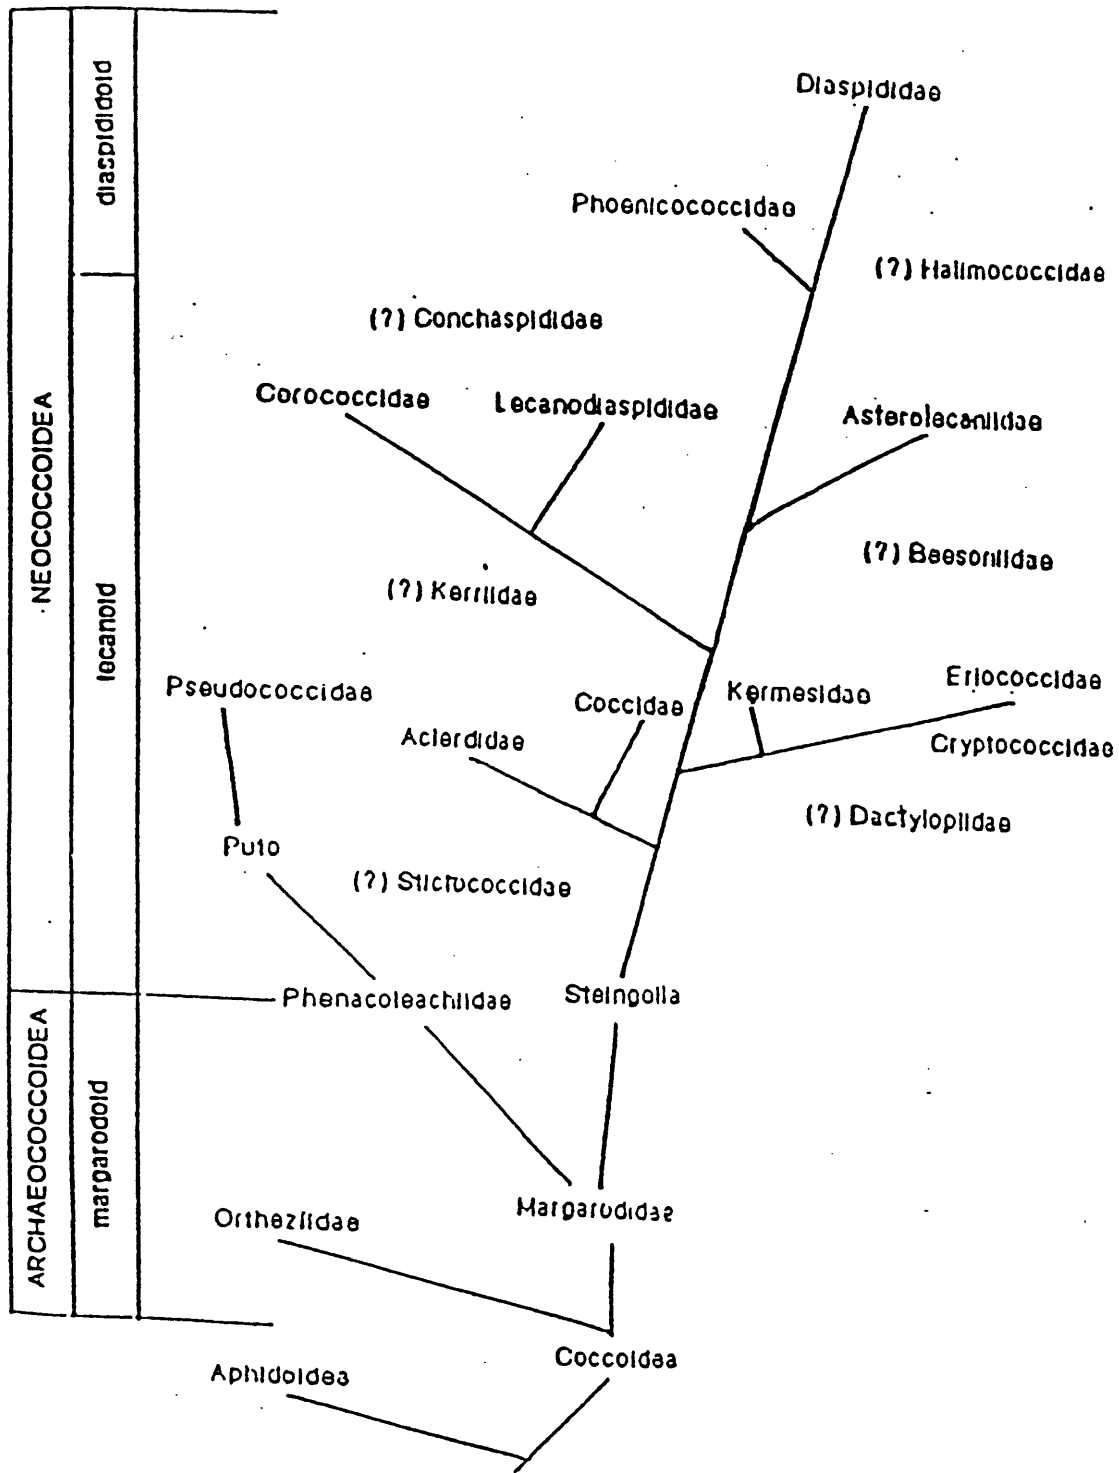 diaspididoid
Diaspididae
Phoenicococcidae
(?) Halimococcidae
(?) Conchaspididae
Corococcidae
Lecanodiaspididae
Asterolecaniidae
NEOCOCCOIDEA
lecanoid
(?) Beesoniidae
(?) Kerriidae
Pseudococcidae
Coccidae
Kermesidae
Eriococcidae
Aclerdidae
Cryptococcidae
Puto
(?) Dactylopiidae
(?) Stictococcidae
Phenacoleachiidae
Steingelia
ARCHAEOCOCCOIDEA
margarodoid
Margarodidae
Ortheziidae
Coccoidea
Aphidoidea